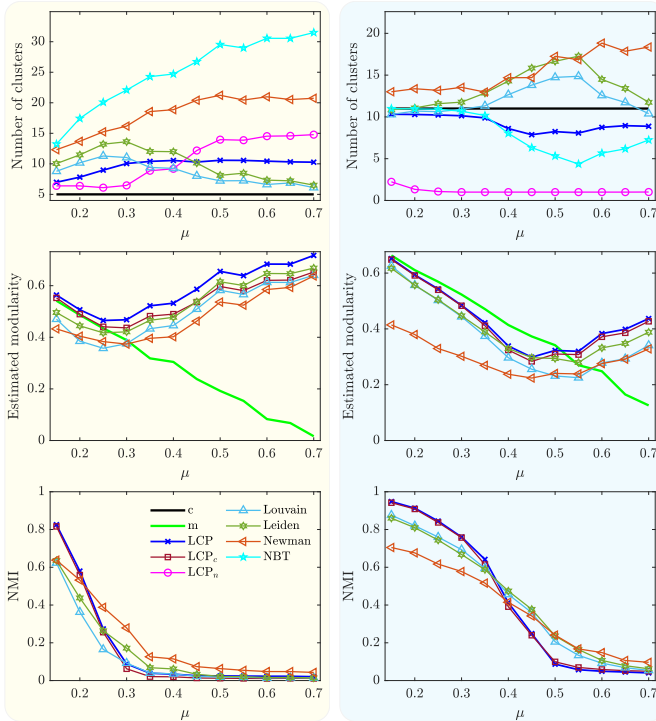 Number of clusters
30
25
20
15
10
5
0.2 0.3 0.4 0.5 0.6 0.7
μ
Number of clusters
20
15
10
5
0
0.2 0.3 0.4 0.5 0.6 0.7
μ
Estimated modularity
0.6
0.4
0.2
0
0.2 0.3 0.4 0.5 0.6 0.7
μ
Estimated modularity
0.6
0.4
0.2
0
0.2 0.3 0.4 0.5 0.6 0.7
μ
NMI
1
0.8
0.6
0.4
0.2
0
c
m
LCP
LCP_c
LCP_n
Louvain
Leiden
Newman
NBT
0.2 0.3 0.4 0.5 0.6 0.7
μ
NMI
1
0.8
0.6
0.4
0.2
0
0.2 0.3 0.4 0.5 0.6 0.7
μ